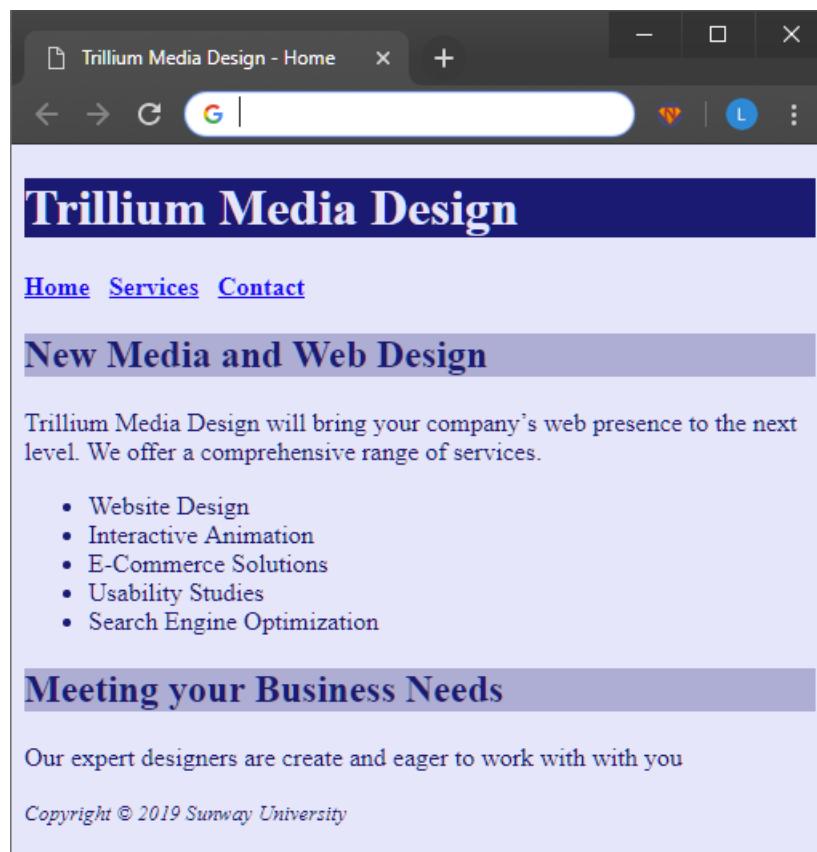 Trillium Media Design - Home
L
Trillium Media Design
Home Services Contact
New Media and Web Design
Trillium Media Design will bring your company’s web presence to the next
level. We offer a comprehensive range of services.
• Website Design
• Interactive Animation
• E-Commerce Solutions
• Usability Studies
• Search Engine Optimization
Meeting your Business Needs
Our expert designers are create and eager to work with with you
Copyright © 2019 Sunway University